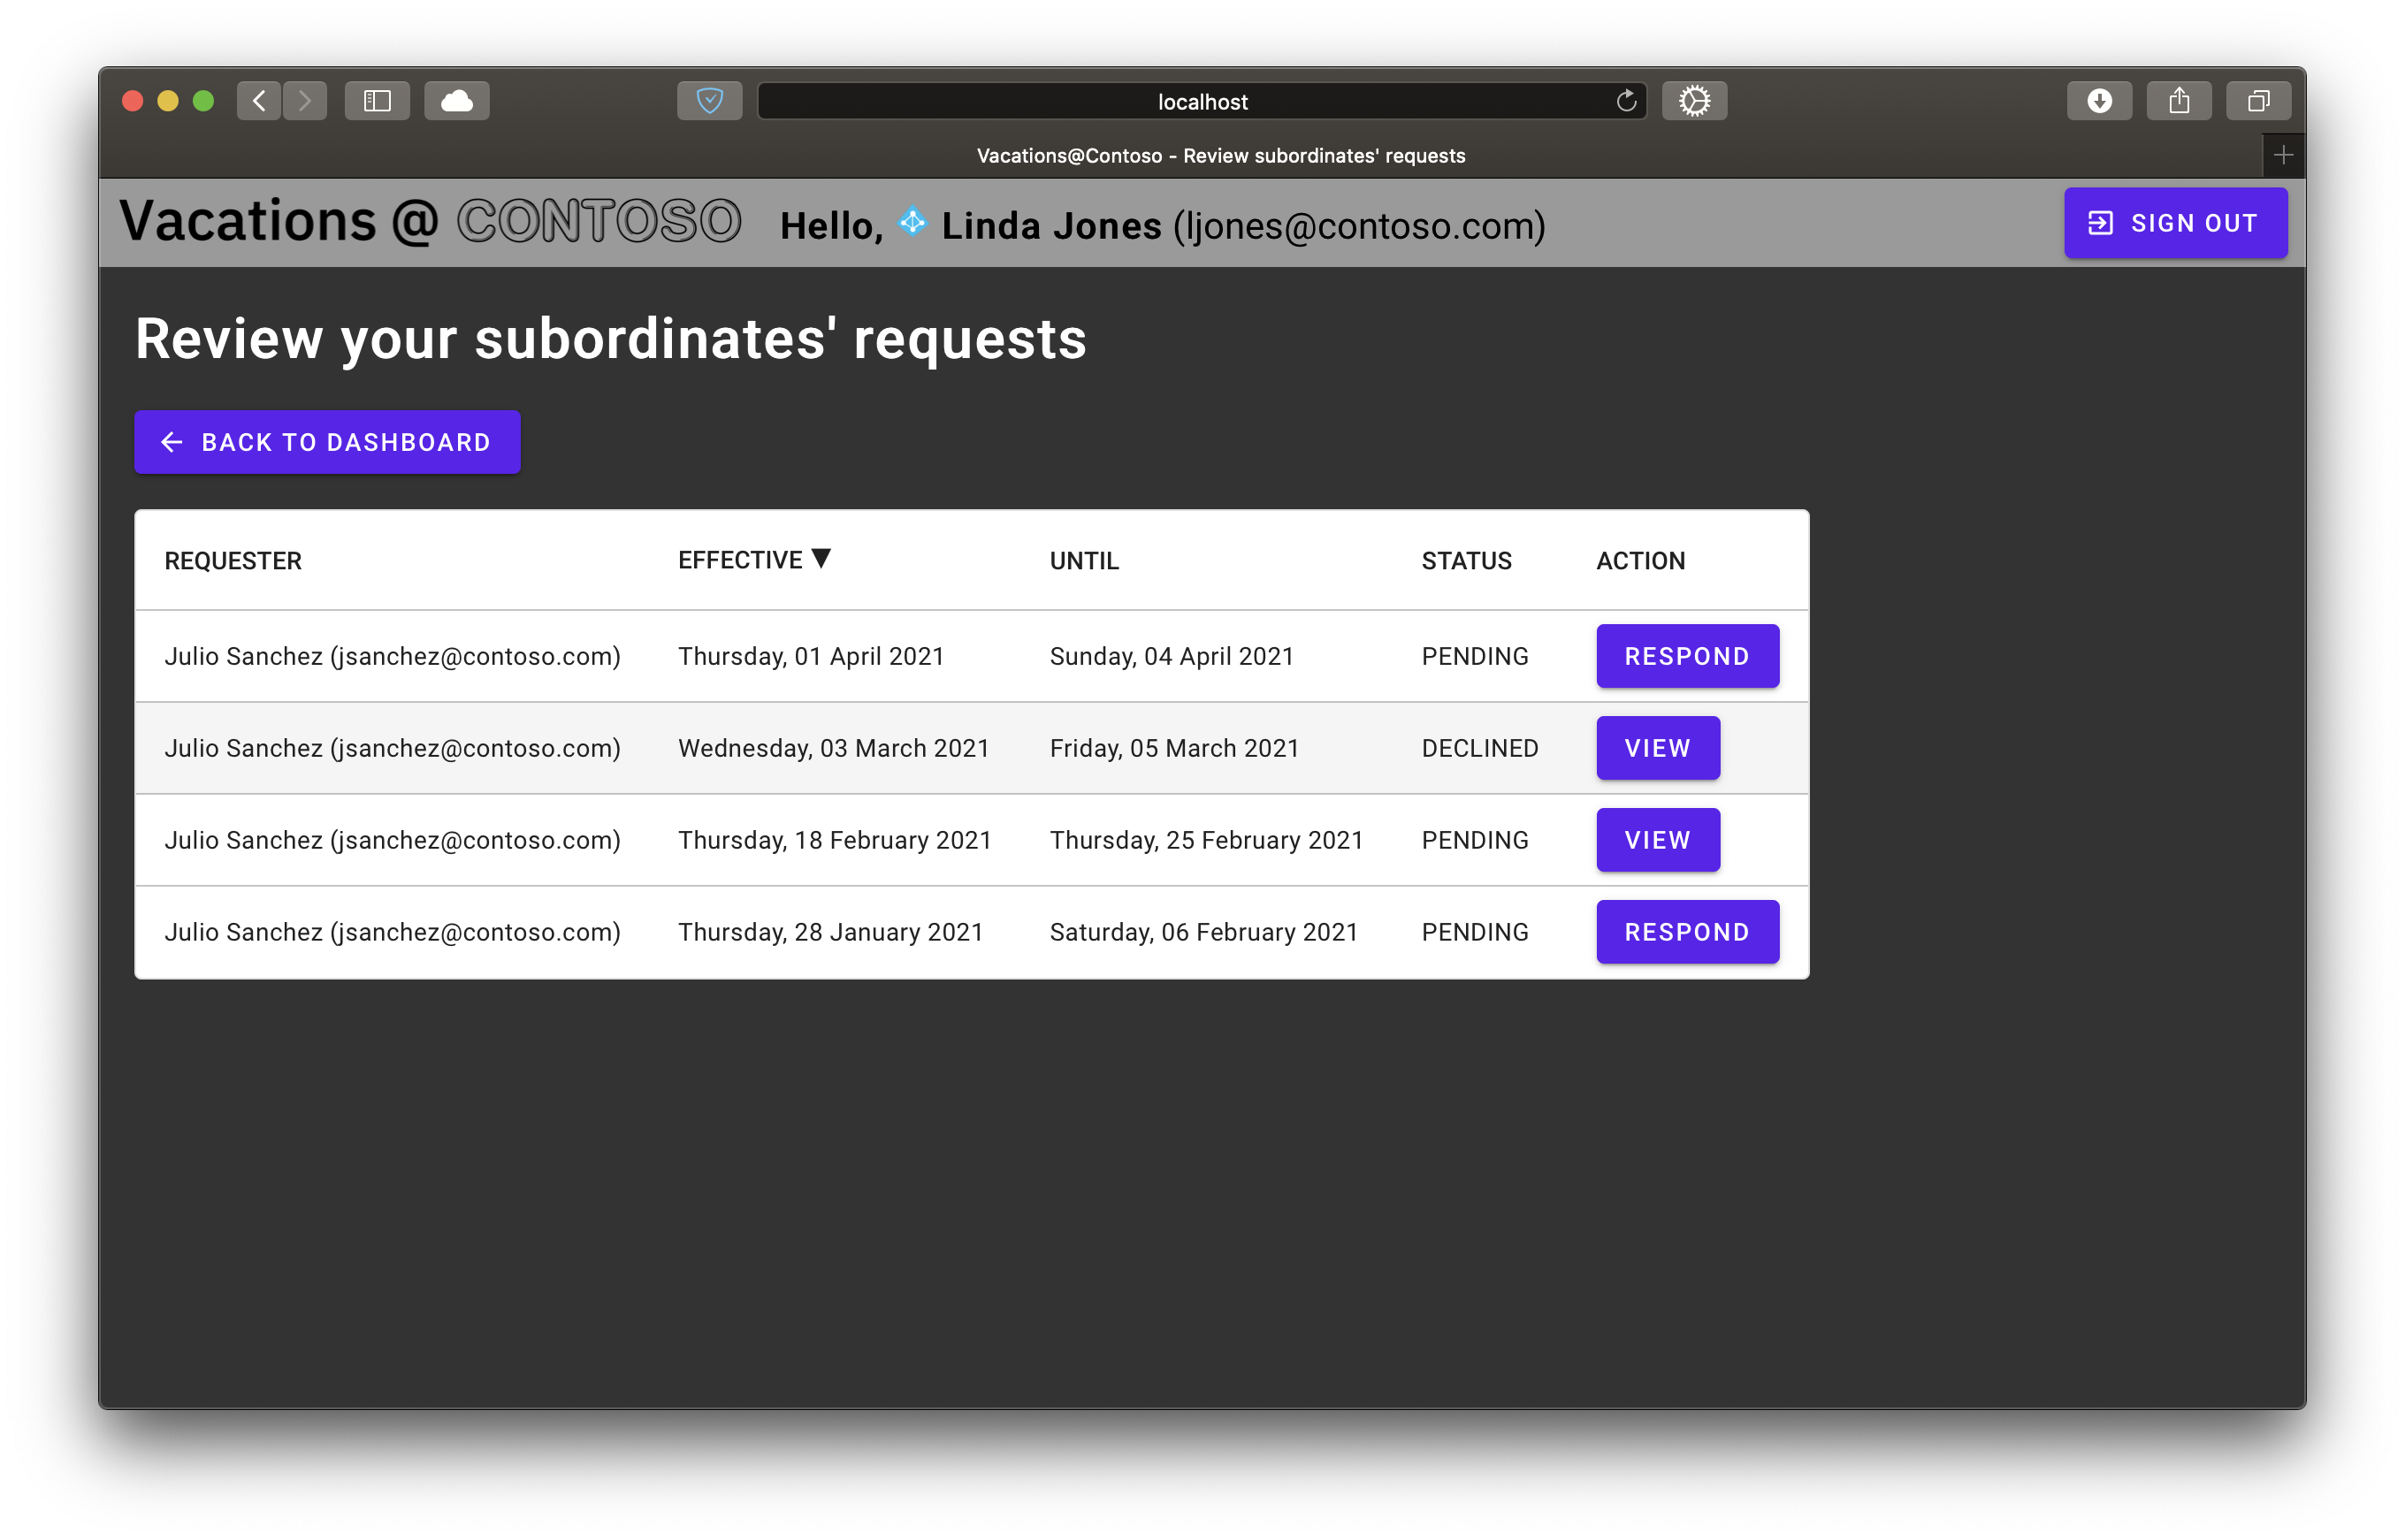 localhost
Vacations@Contoso - Review subordinates' requests
Vacations @ CONTOSO Hello, Linda Jones (ljones@contoso.com) SIGN OUT
Review your subordinates' requests
BACK TO DASHBOARD
REQUESTER EFFECTIVE ▼ UNTIL STATUS ACTION
Julio Sanchez (jsanchez@contoso.com) Thursday, 01 April 2021 Sunday, 04 April 2021 PENDING RESPOND
Julio Sanchez (jsanchez@contoso.com) Wednesday, 03 March 2021 Friday, 05 March 2021 DECLINED VIEW
Julio Sanchez (jsanchez@contoso.com) Thursday, 18 February 2021 Thursday, 25 February 2021 PENDING VIEW
Julio Sanchez (jsanchez@contoso.com) Thursday, 28 January 2021 Saturday, 06 February 2021 PENDING RESPOND